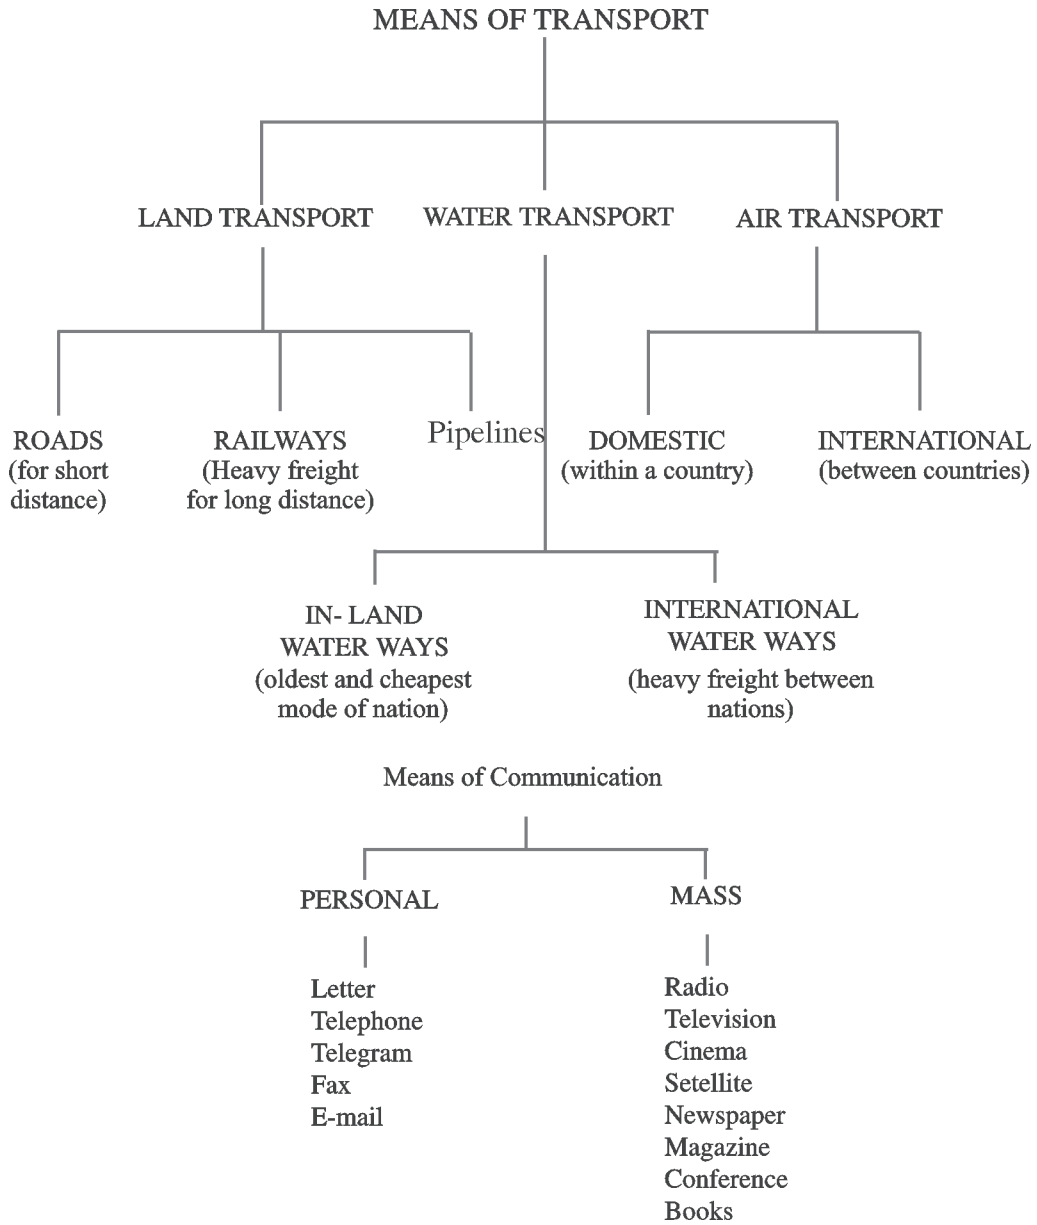 MEANS OF TRANSPORT
LAND TRANSPORT
WATER TRANSPORT
AIR TRANSPORT
ROADS
(for short
distance)
RAILWAYS
(Heavy freight
for long distance)
Pipelines
DOMESTIC
(within a country)
INTERNATIONAL
(between countries)
IN- LAND
WATER WAYS
(oldest and cheapest
mode of nation)
INTERNATIONAL
WATER WAYS
(heavy freight between
nations)
Means of Communication
PERSONAL
Letter
Telephone
Telegram
Fax
E-mail
MASS
Radio
Television
Cinema
Setellite
Newspaper
Magazine
Conference
Books